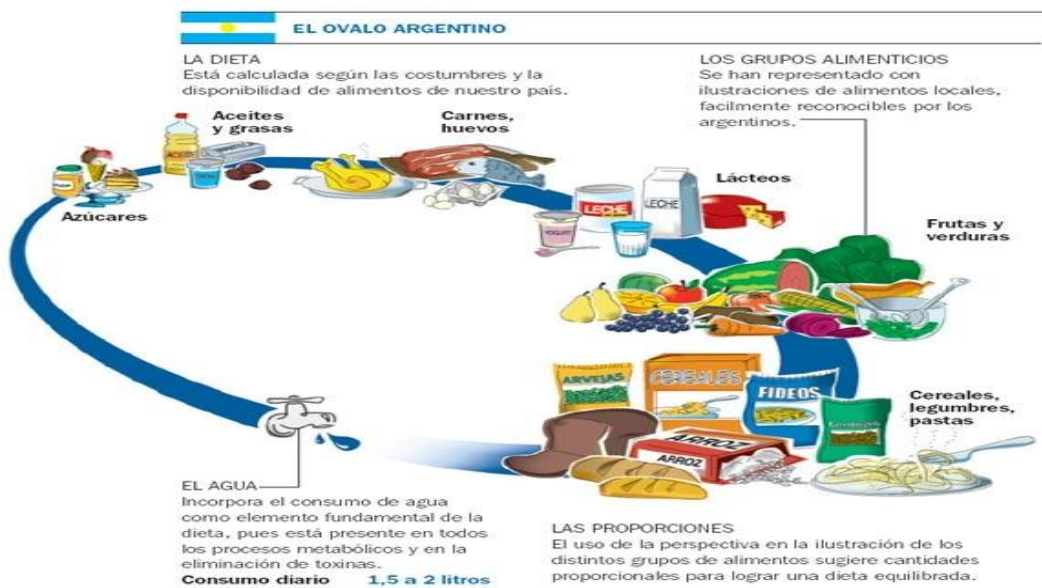 EL OVALO ARGENTINO
LA DIETA
Está calculada según las costumbres y la
disponibilidad de alimentos de nuestro país.
LOS GRUPOS ALIMENTICIOS
Se han representado con
ilustraciones de alimentos locales,
facilmente reconocibles por los
argentinos.
Aceites
y grasas
Carnes,
huevos
Azúcares
Lácteos
LECHE
LECHE
YOGURT
Frutas y
verduras
ARVEJAS
CEREALES
FIDEOS
ARROZ
ARROZ
Cereales,
legumbres,
pastas
EL AGUA
Incorpora el consumo de agua
como elemento fundamental de la
dieta, pues está presente en todos
los procesos metabólicos y en la
eliminación de toxinas.
Consumo diario 1,5 a 2 litros
LAS PROPORCIONES
El uso de la perspectiva en la ilustración de los
distintos grupos de alimentos sugiere cantidades
proporcionales para lograr una dieta equilibrada.